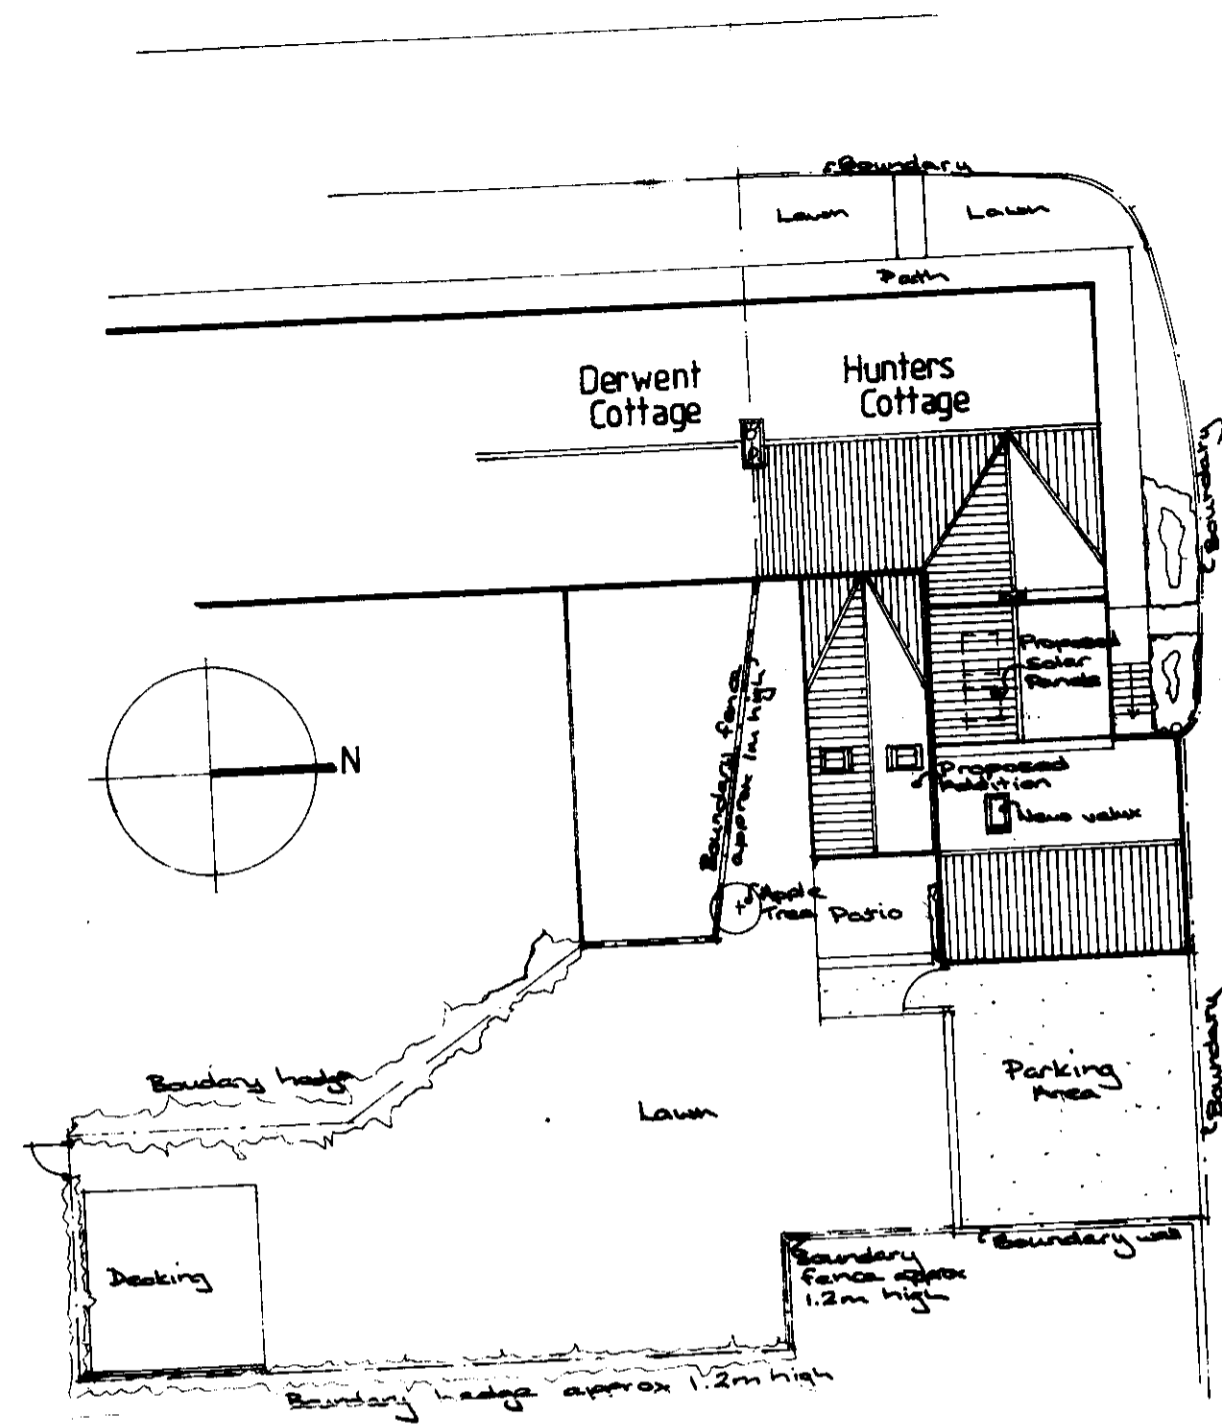 Boundary
Lawn
Lawn
Path
Derwent
Cottage
Hunters
Cottage
Boundary
Proposed
Solar
Panels
Boundary fence
approx 1m high
N
Proposed
Addition
New velux
Apple
Tree
Patio
Boundary
Parking
Area
Boudary hedge
Lawn
Decking
Boundary
fence approx
1.2m high
Boundary wall
Boundary hedge approx 1.2m high